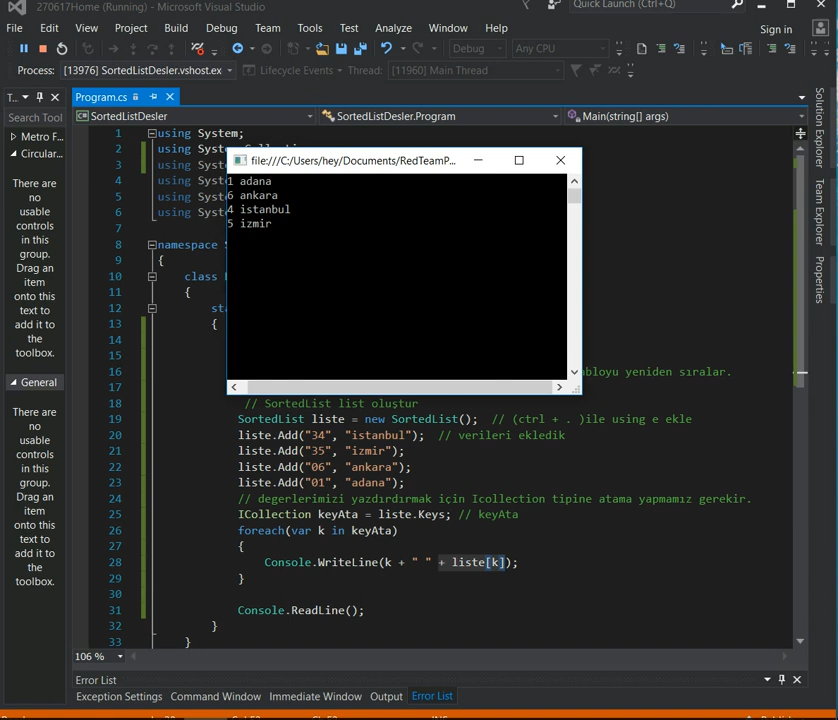 270617Home (Running) - Microsoft Visual Studio
Quick Launch (Ctrl+Q)
File Edit View Project Build Debug Team Tools Test Analyze Window Help
Sign in
Debug Any CPU
Process: [13976] SortedListDesler.vshost.ex Lifecycle Events Thread: [11960] Main Thread
T...
Program.cs
Search Tool
SortedListDesler SortedListDesler.Program Main(string[] args)
Metro F...
Circular...
There are
no
usable
controls
in this
group.
Drag an
item
onto this
text to
add it to
the
toolbox.
General
There are
no
usable
controls
in this
group.
Drag an
item
onto this
text to
add it to
the
toolbox.
1 using System;
2 using
3 using
4 using
5 using
6 using
7
8 namespace
9 {
10 class
11 {
12
13 {
14
15
16 yeniden sıralar.
17
18 // SortedList list oluştur
19 SortedList liste = new SortedList(); // (ctrl + . )ile using e ekle
20 liste.Add("34", "istanbul"); // verileri ekledik
21 liste.Add("35", "izmir");
22 liste.Add("06", "ankara");
23 liste.Add("01", "adana");
24 // degerlerimizi yazdırdırmak için Icollection tipine atama yapmamız gerekir.
25 ICollection keyAta = liste.Keys; // keyAta
26 foreach(var k in keyAta)
27 {
28 Console.WriteLine(k + " " + liste[k]);
29 }
30
31 Console.ReadLine();
32 }
33 }
file:///C:/Users/hey/Documents/RedTeamP...
1 adana
6 ankara
4 istanbul
5 izmir
Solution Explorer
Team Explorer
Properties
106 %
Error List
Exception Settings Command Window Immediate Window Output Error List